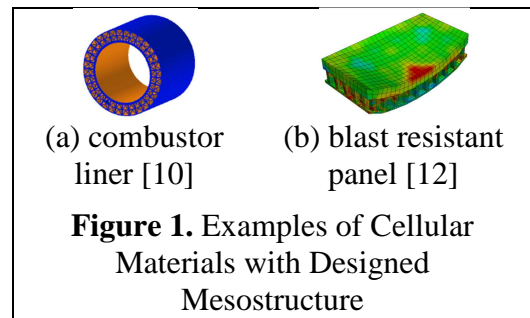 (a) combustor liner [10]
(b) blast resistant panel [12]
Figure 1. Examples of Cellular
Materials with Designed
Mesostructure